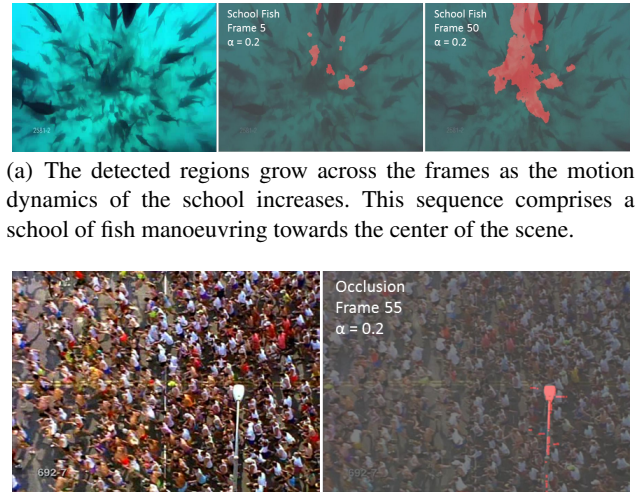 School Fish
Frame 5
α = 0.2
School Fish
Frame 50
α = 0.2
(a) The detected regions grow across the frames as the motion
dynamics of the school increases. This sequence comprises a
school of fish manoeuvring towards the center of the scene.
Occlusion
Frame 55
α = 0.2
692-7
692-7